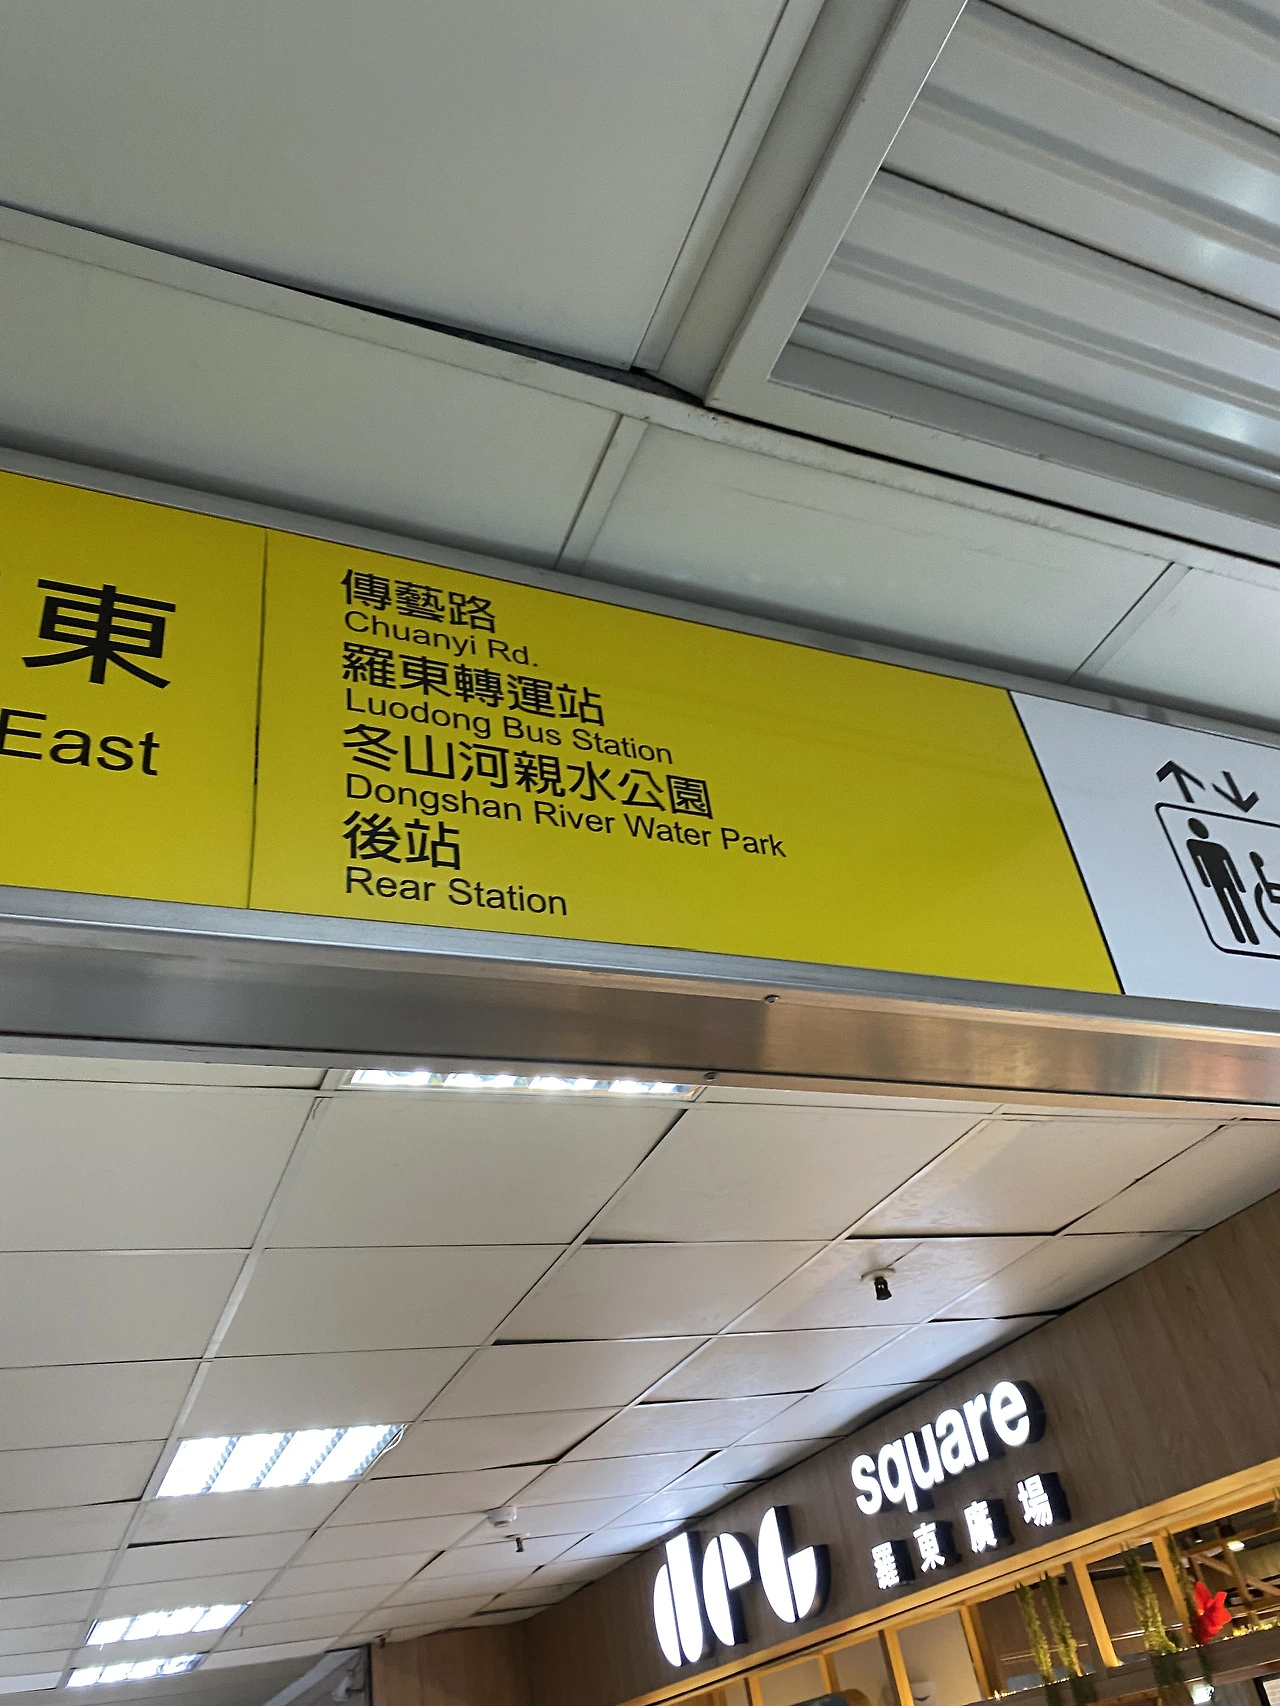 東
East
傳藝路
Chuanyi Rd.
羅東轉運站
Luodong Bus Station
冬山河親水公園
Dongshan River Water Park
後站
Rear Station
square
羅東廣場